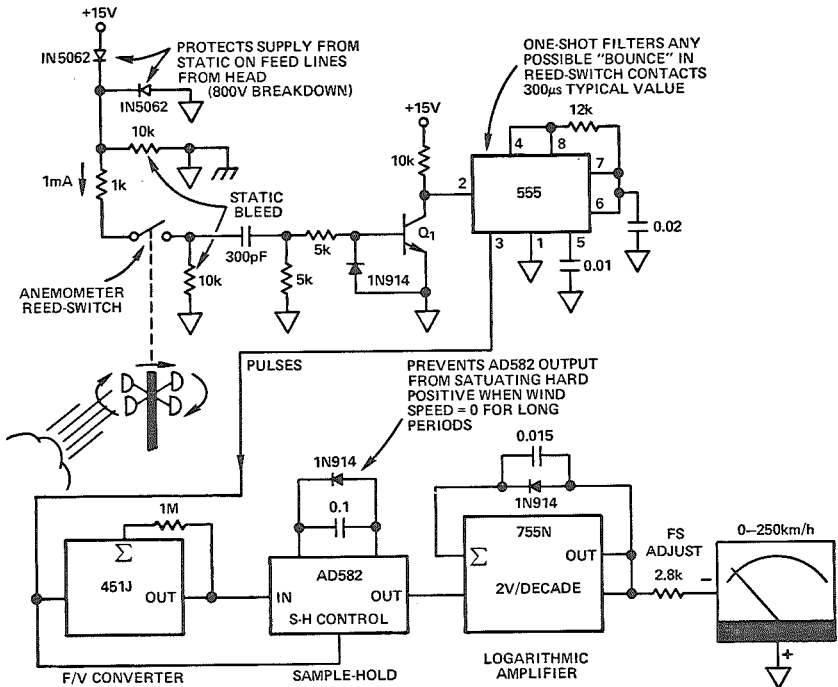 +15V
IN5062
PROTECTS SUPPLY FROM
STATIC ON FEED LINES
FROM HEAD
(800V BREAKDOWN)
IN5062
10k
1mA
1k
STATIC
BLEED
300pF
10k
5k
5k
1N914
+15V
10k
Q1
ANEMOMETER
REED-SWITCH
ONE-SHOT FILTERS ANY
POSSIBLE "BOUNCE" IN
REED-SWITCH CONTACTS
300μs TYPICAL VALUE
12k
4
8
2
555
7
6
3
1
5
0.02
0.01
PULSES
PREVENTS AD582 OUTPUT
FROM SATUATING HARD
POSITIVE WHEN WIND
SPEED = 0 FOR LONG
PERIODS
1N914
0.1
0.015
1N914
1M
Σ
451J
OUT
F/V CONVERTER
AD582
IN
OUT
S-H CONTROL
SAMPLE-HOLD
755N
Σ
OUT
2V/DECADE
LOGARITHMIC
AMPLIFIER
FS
ADJUST
2.8k
0–250km/h
–
+